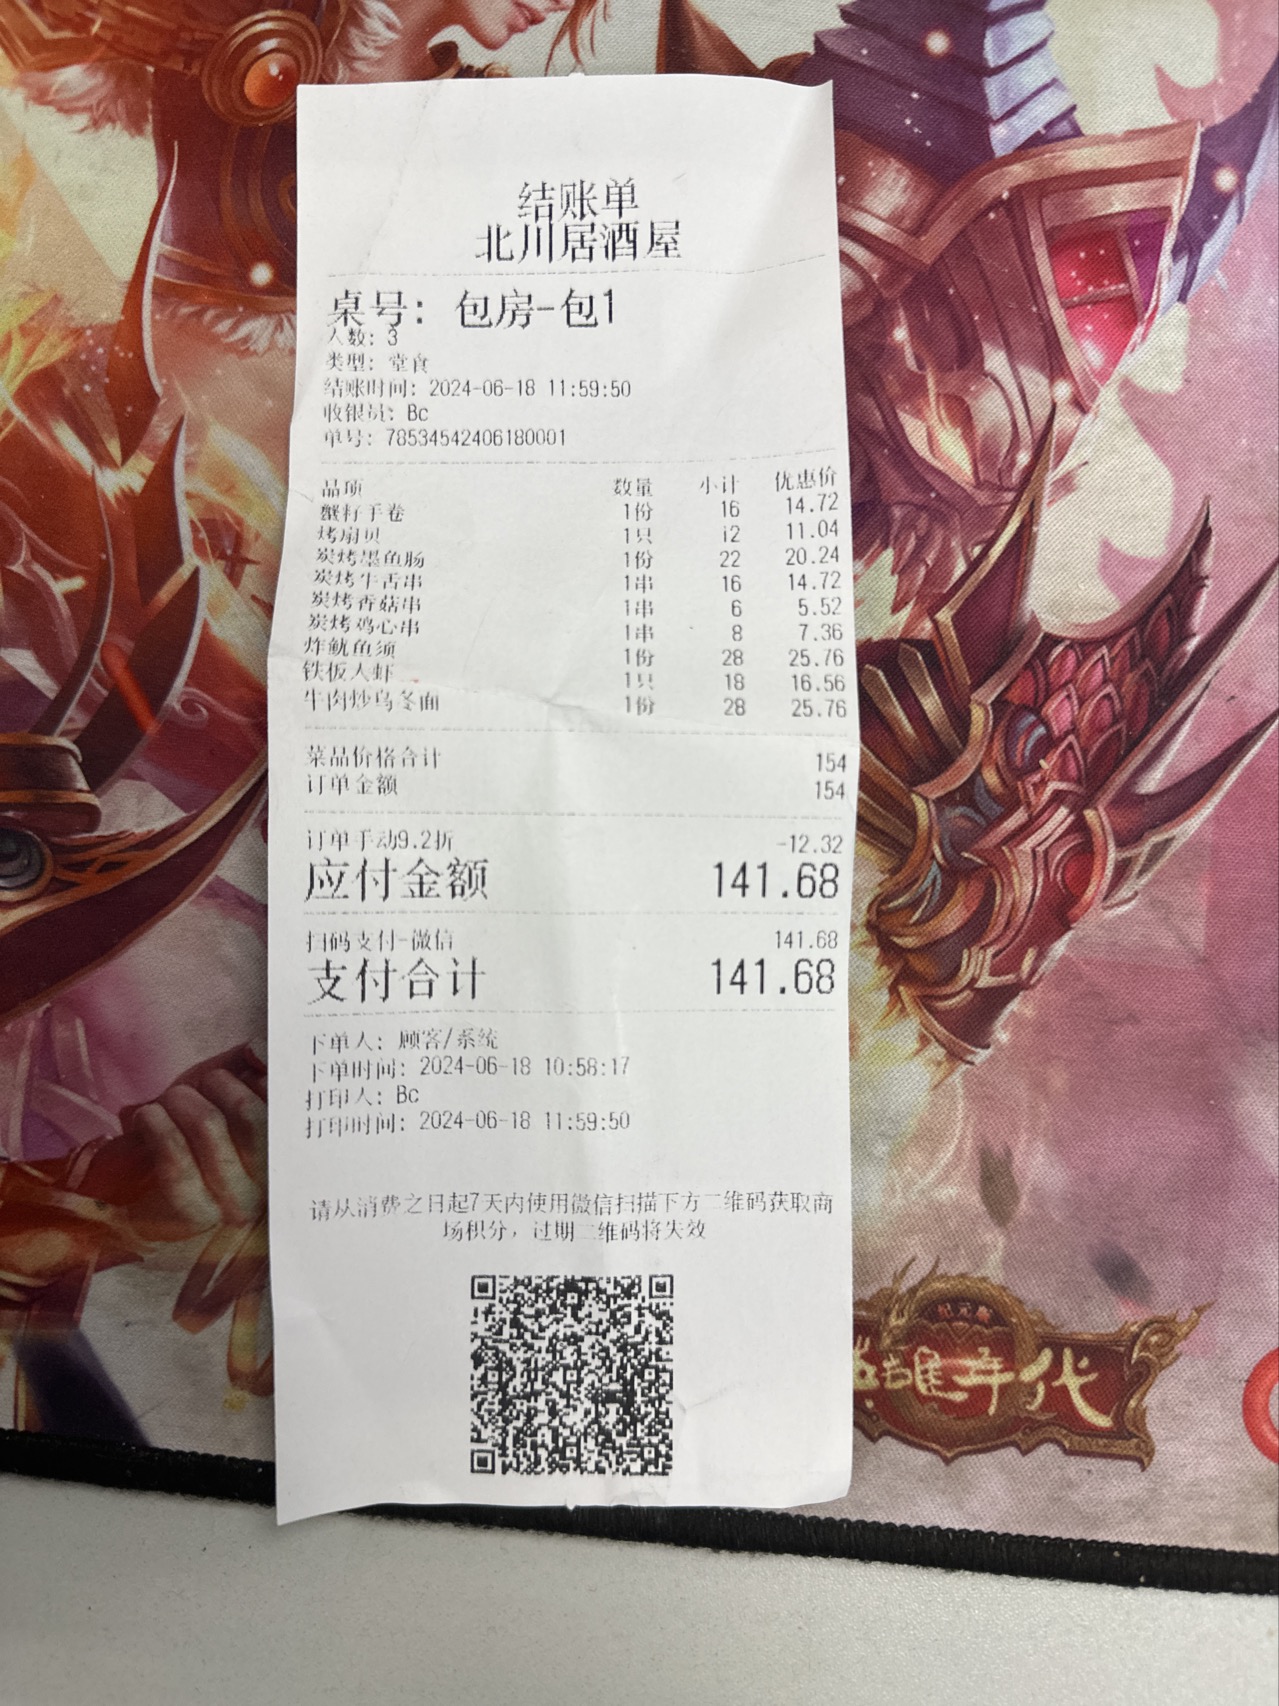 结账单
北川居酒屋
桌号：包房-包1
人数：3
类型：堂食
结账时间：2024-06-18 11:59:50
收银员：Bc
单号：78534542406180001
品项 数量 小计 优惠价
蟹籽手卷 1份 16 14.72
烤扇贝 1只 12 11.04
炭烤墨鱼肠 1份 22 20.24
炭烤牛舌串 1串 16 14.72
炭烤香菇串 1串 6 5.52
炭烤鸡心串 1串 8 7.36
炸鱿鱼须 1份 28 25.76
铁板大虾 1只 18 16.56
牛肉炒乌冬面 1份 28 25.76
菜品价格合计 154
订单金额 154
订单手动9.2折 -12.32
应付金额 141.68
扫码支付-微信 141.68
支付合计 141.68
下单人：顾客/系统
下单时间：2024-06-18 10:58:17
打印人：Bc
打印时间：2024-06-18 11:59:50
请从消费之日起7天内使用微信扫描下方二维码获取商
场积分，过期二维码将失效
雄年代